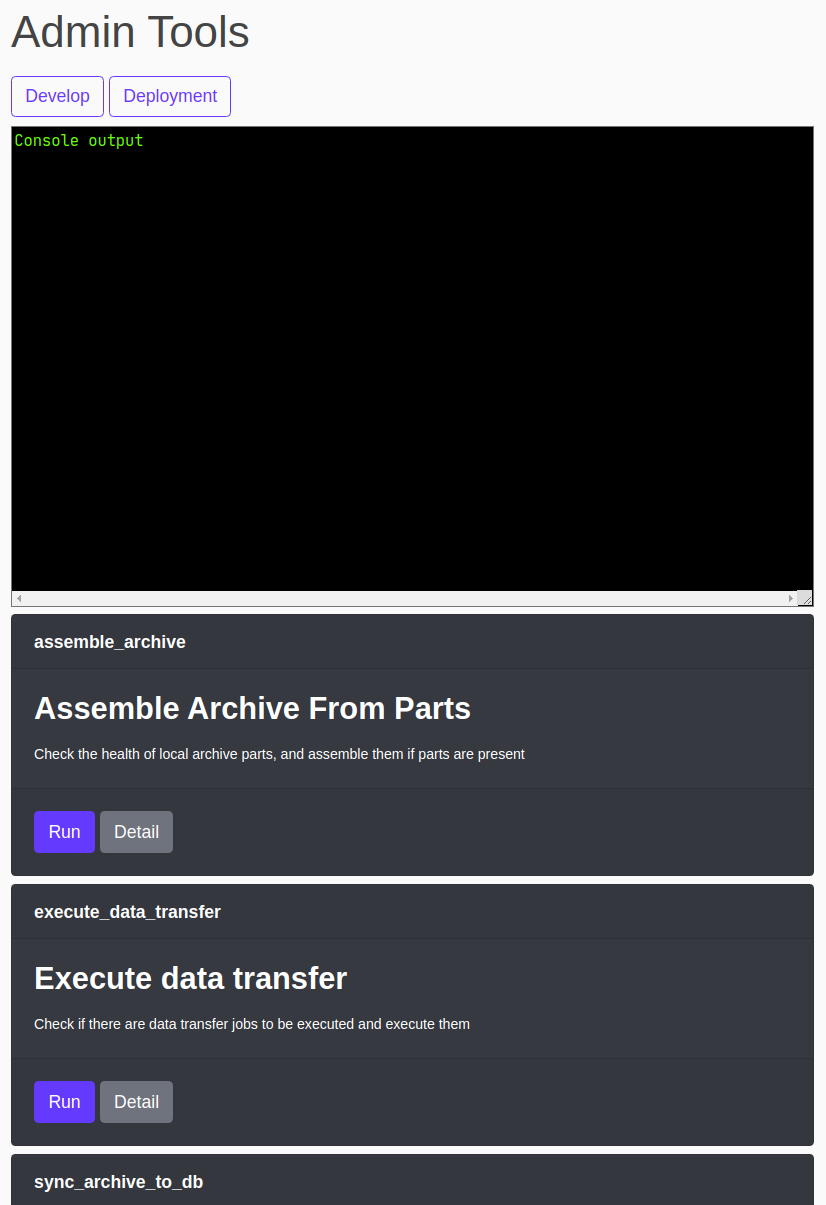 Admin Tools
Develop Deployment
Console output
assemble_archive
Assemble Archive From Parts
Check the health of local archive parts, and assemble them if parts are present
Run Detail
execute_data_transfer
Execute data transfer
Check if there are data transfer jobs to be executed and execute them
Run Detail
sync_archive_to_db